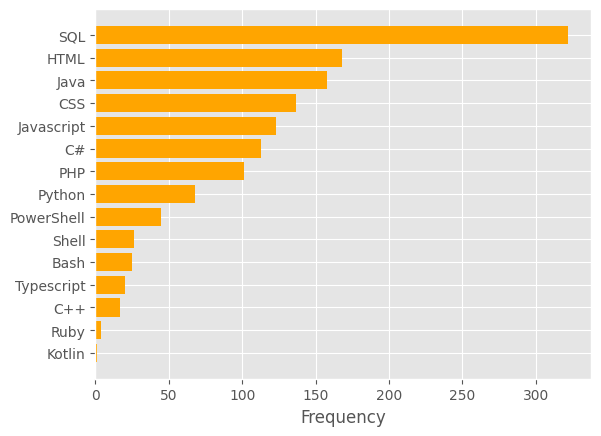 SQL
HTML
Java
CSS
Javascript
C#
PHP
Python
PowerShell
Shell
Bash
Typescript
C++
Ruby
Kotlin
0 50 100 150 200 250 300
Frequency